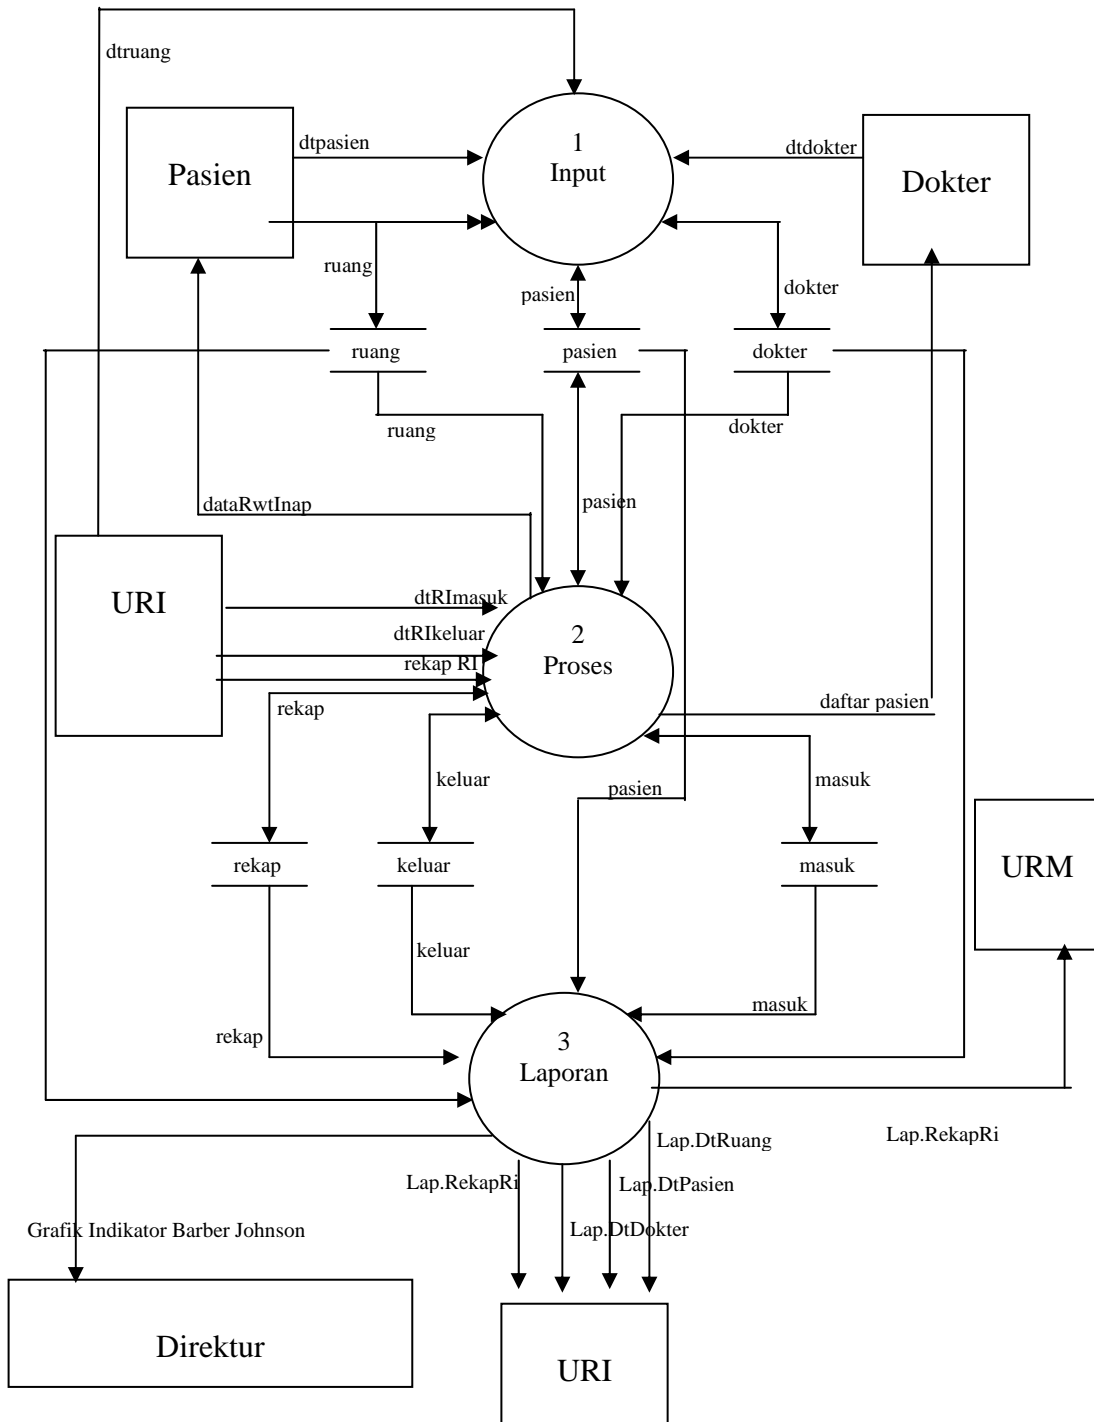 dtruang
Pasien
dtpasien
1
Input
dtdokter
Dokter
ruang
pasien
dokter
ruang
pasien
dokter
ruang
dokter
dataRwtInap
pasien
URI
dtRImasuk
dtRIkeluar
rekap RI
2
Proses
rekap
daftar pasien
keluar
pasien
masuk
rekap
keluar
masuk
URM
keluar
masuk
rekap
3
Laporan
Lap.RekapRi
Lap.DtRuang
Lap.RekapRi
Lap.DtPasien
Grafik Indikator Barber Johnson
Lap.DtDokter
Direktur
URI